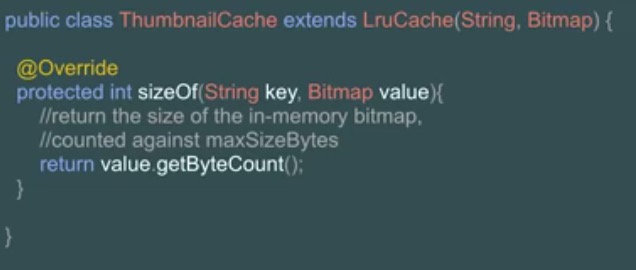 public class ThumbnailCache extends LruCache(String, Bitmap) {
@Override
protected int sizeOf(String key, Bitmap value){
//return the size of the in-memory bitmap,
//counted against maxSizeBytes
return value.getByteCount();
}
}